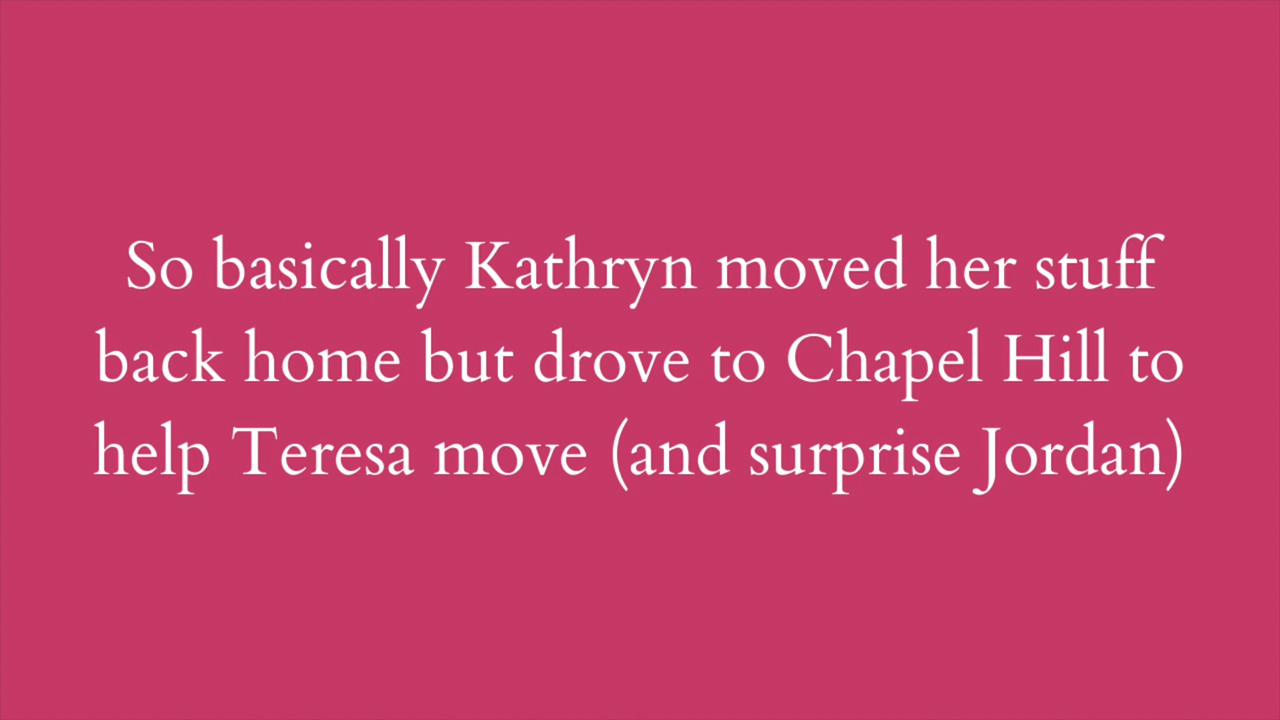 So basically Kathryn moved her stuff
back home but drove to Chapel Hill to
help Teresa move (and surprise Jordan)